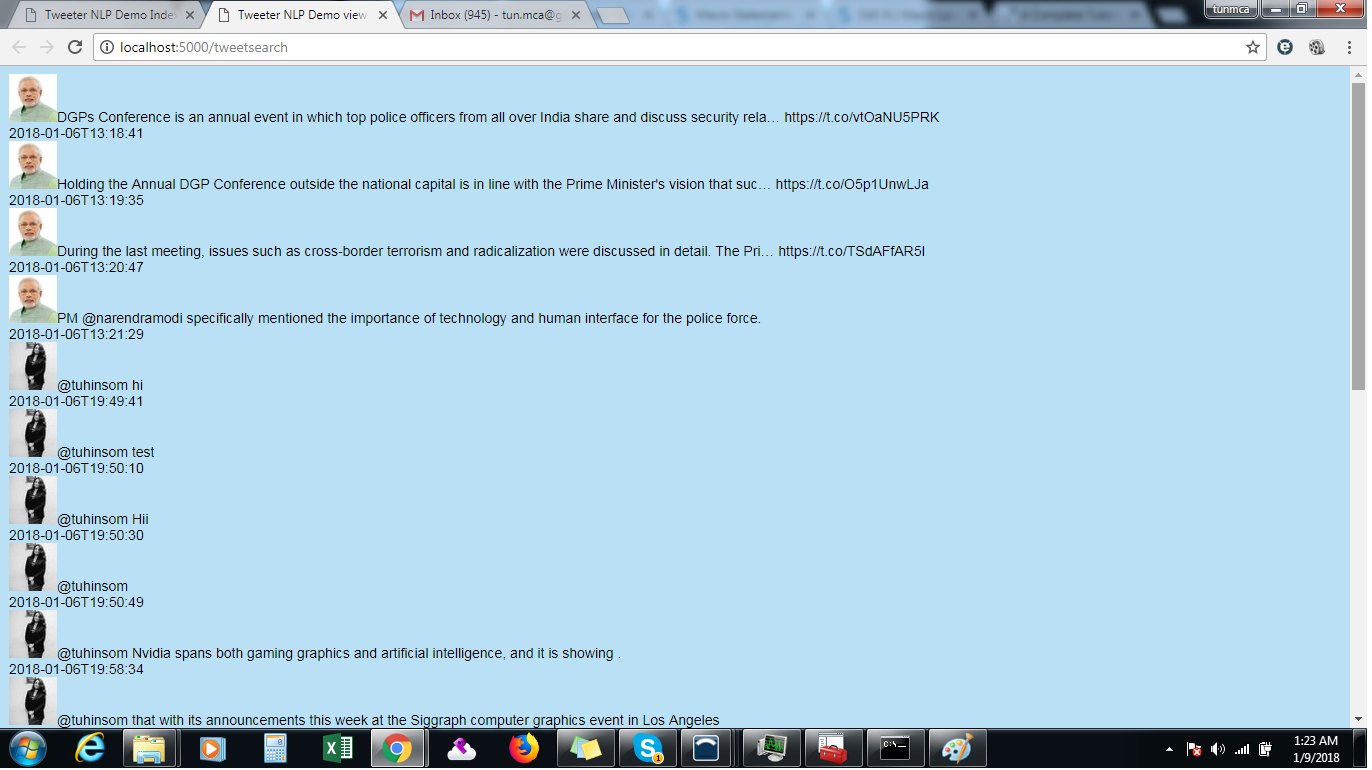 Tweeter NLP Demo Inde
Tweeter NLP Demo view
Inbox (945) - tun.mca@g
tunmca
localhost:5000/tweetsearch
DGPs Conference is an annual event in which top police officers from all over India share and discuss security rela… https://t.co/vtOaNU5PRK
2018-01-06T13:18:41
Holding the Annual DGP Conference outside the national capital is in line with the Prime Minister's vision that suc… https://t.co/O5p1UnwLJa
2018-01-06T13:19:35
During the last meeting, issues such as cross-border terrorism and radicalization were discussed in detail. The Pri… https://t.co/TSdAFfAR5I
2018-01-06T13:20:47
PM @narendramodi specifically mentioned the importance of technology and human interface for the police force.
2018-01-06T13:21:29
@tuhinsom hi
2018-01-06T19:49:41
@tuhinsom test
2018-01-06T19:50:10
@tuhinsom Hii
2018-01-06T19:50:30
@tuhinsom
2018-01-06T19:50:49
@tuhinsom Nvidia spans both gaming graphics and artificial intelligence, and it is showing .
2018-01-06T19:58:34
@tuhinsom that with its announcements this week at the Siggraph computer graphics event in Los Angeles
1:23 AM
1/9/2018